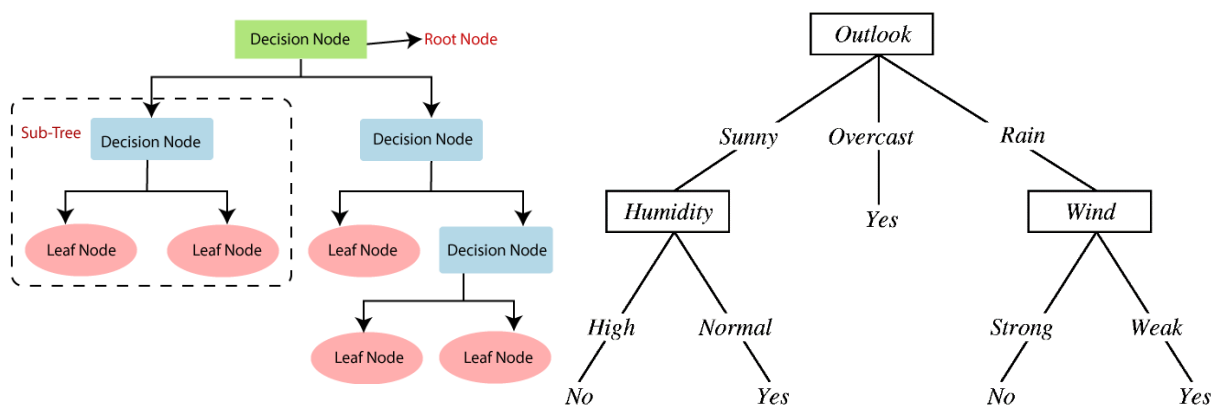 Decision Node
Root Node
Sub-Tree
Decision Node
Decision Node
Leaf Node
Leaf Node
Leaf Node
Decision Node
Leaf Node
Leaf Node
Outlook
Sunny
Overcast
Rain
Humidity
Yes
Wind
High
Normal
Strong
Weak
No
Yes
No
Yes